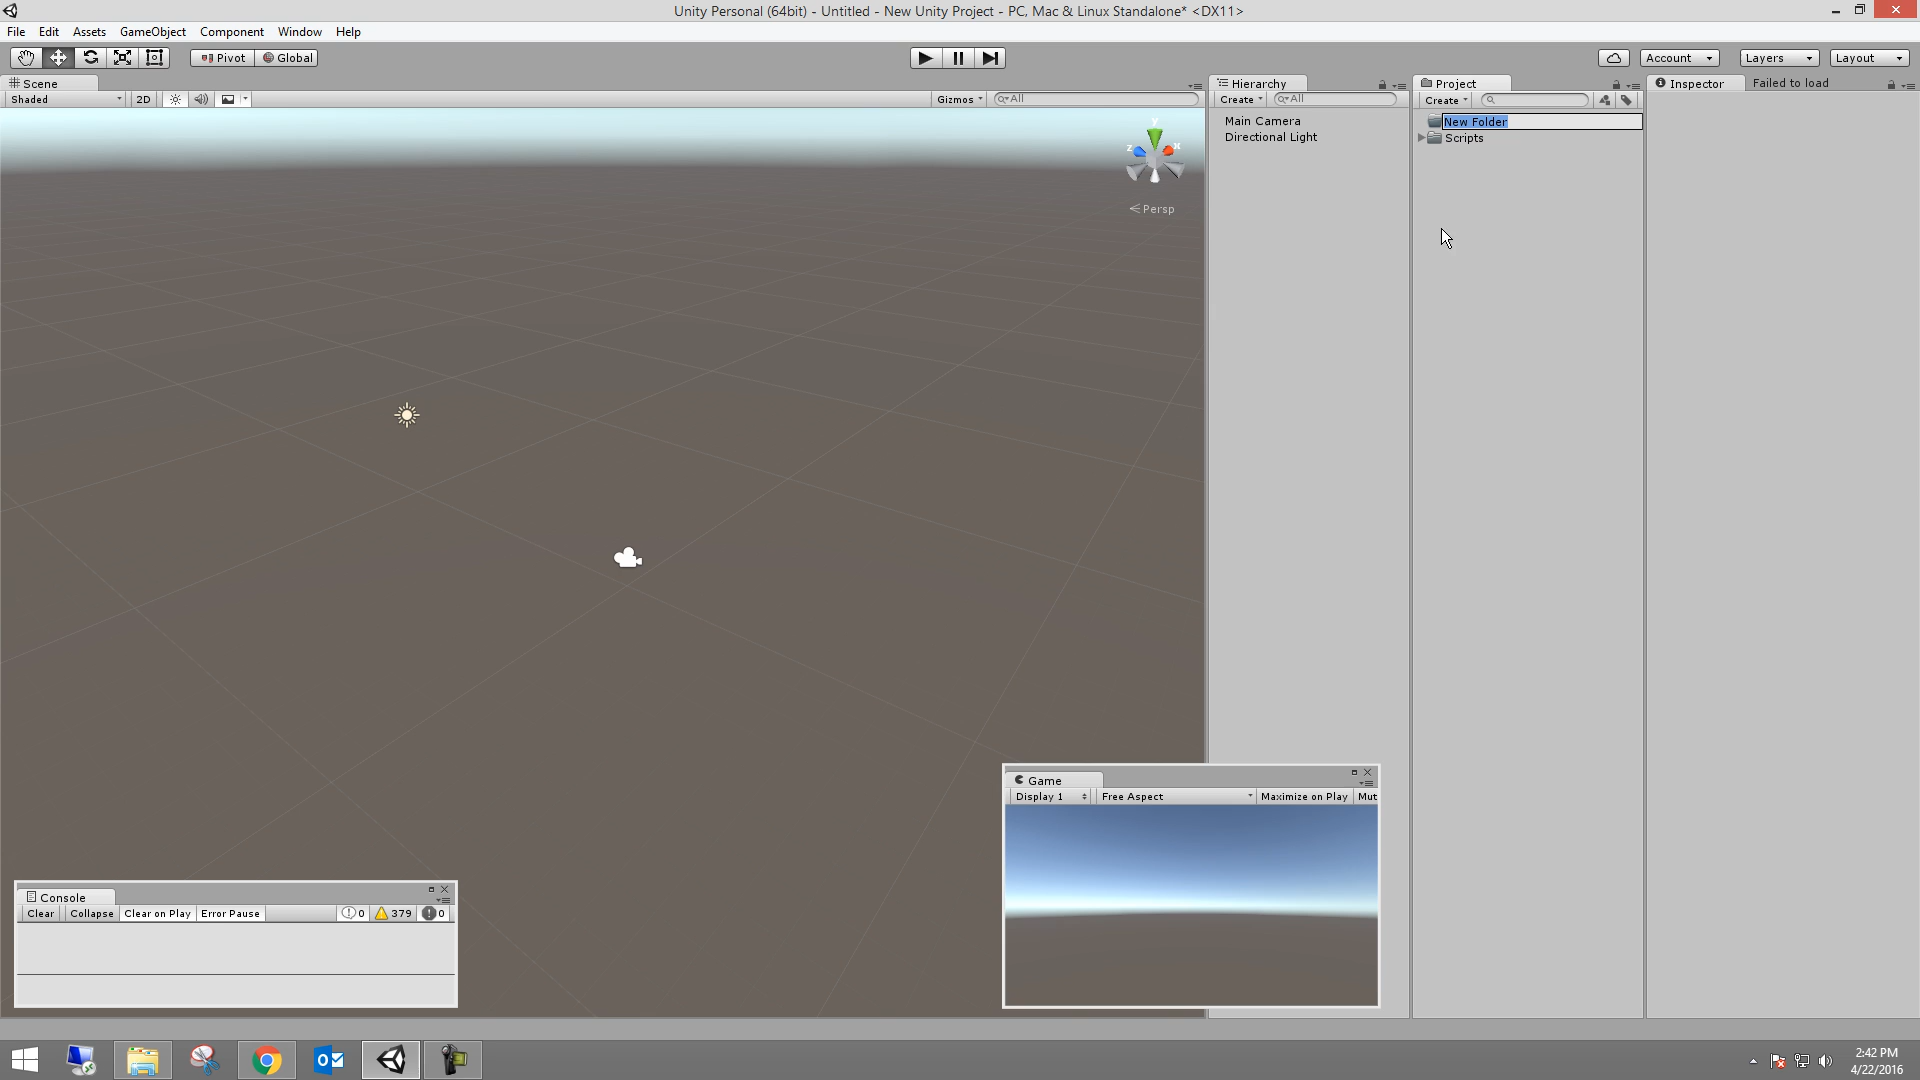 Unity Personal (64bit) - Untitled - New Unity Project - PC, Mac & Linux Standalone* <DX11>
File Edit Assets GameObject Component Window Help
Pivot Global Account Layers Layout
Scene
Shaded 2D Gizmos All
Hierarchy
Create All
Main Camera
Directional Light
Project
Create
New Folder
Scripts
Inspector Failed to load
y
z x
Persp
Game
Display 1 Free Aspect Maximize on Play Mut
Console
Clear Collapse Clear on Play Error Pause 0 379 0
2:42 PM
4/22/2016